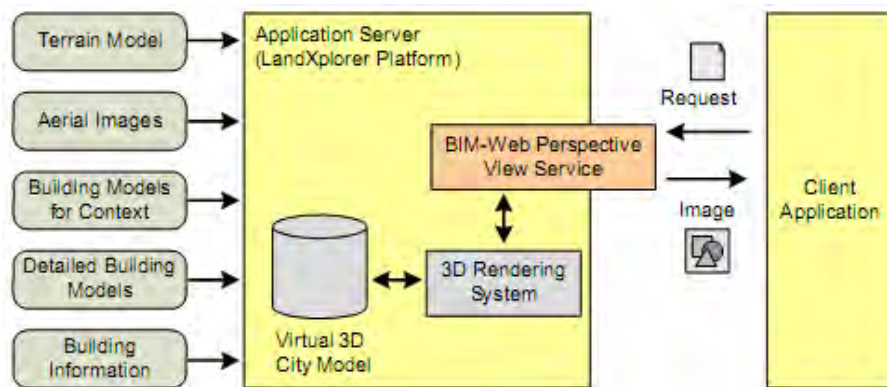 Terrain Model
Aerial Images
Building Models
for Context
Detailed Building
Models
Building
Information
Application Server
(LandXplorer Platform)
BIM-Web Perspective
View Service
3D Rendering
System
Virtual 3D
City Model
Request
Image
Client
Application